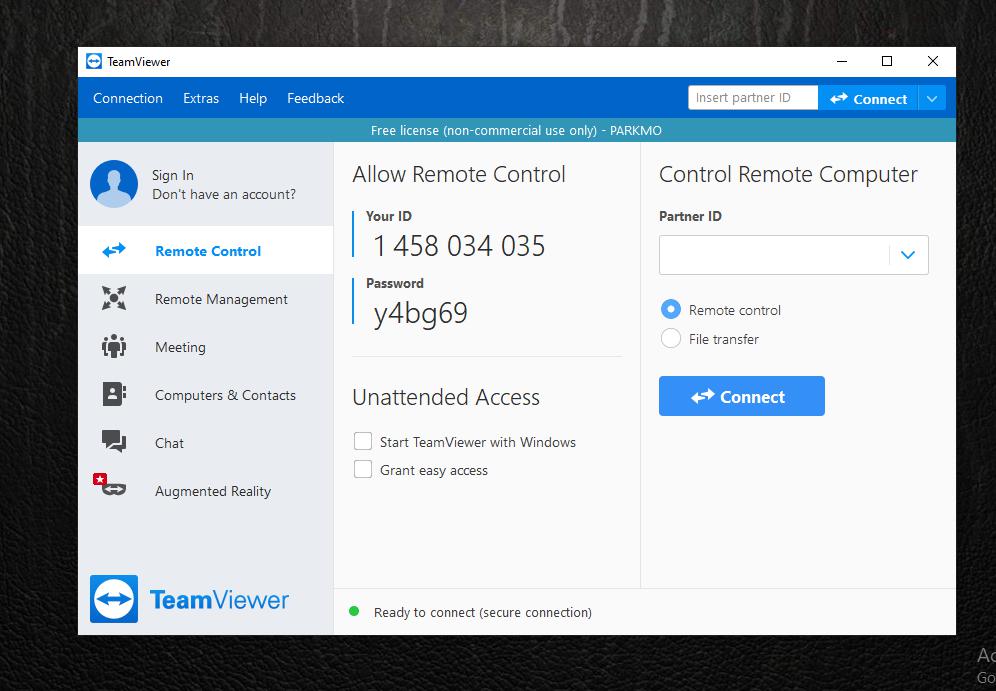 TeamViewer
Connection Extras Help Feedback
Insert partner ID
Connect
Free license (non-commercial use only) - PARKMO
Sign In
Don't have an account?
Remote Control
Remote Management
Meeting
Computers & Contacts
Chat
Augmented Reality
TeamViewer
Allow Remote Control
Your ID
1 458 034 035
Password
y4bg69
Unattended Access
Start TeamViewer with Windows
Grant easy access
Control Remote Computer
Partner ID
Remote control
File transfer
Connect
Ready to connect (secure connection)